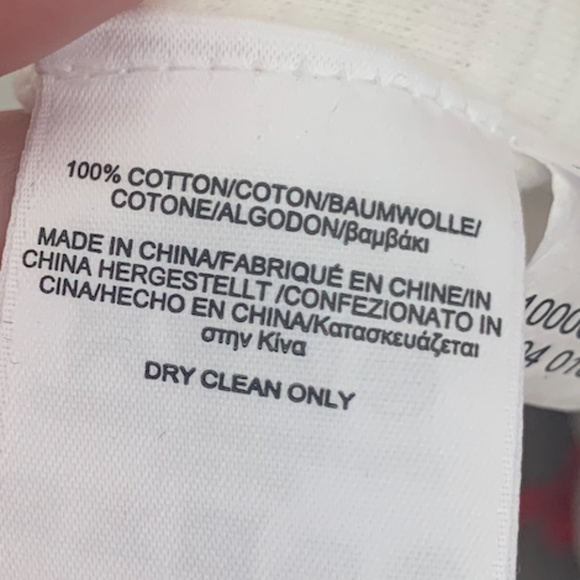 100% COTTON/COTON/BAUMWOLLE/
COTONE/ALGODON/βαμβάκι
MADE IN CHINA/FABRIQUÉ EN CHINE/IN
CHINA HERGESTELLT /CONFEZIONATO IN
CINA/HECHO EN CHINA/Κατασκευάζεται
στην Κίνα
DRY CLEAN ONLY